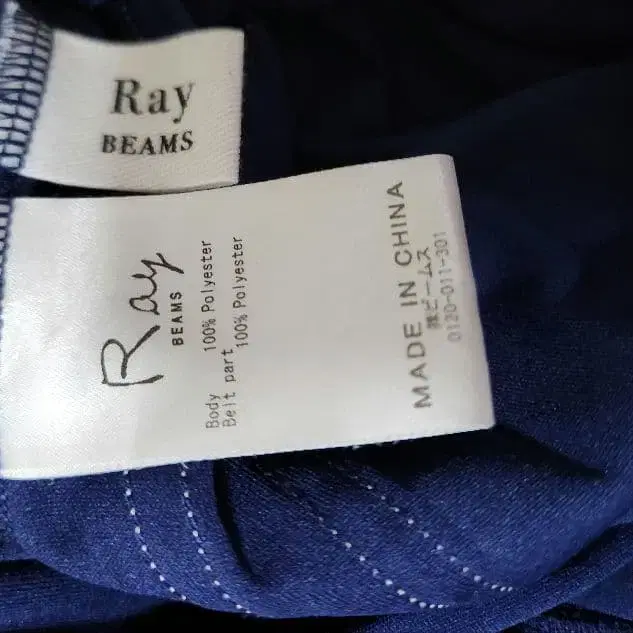 Ray
BEAMS
Ray
BEAMS
Body 100% Polyester
Belt part
100% Polyester
MADE IN CHINA
㈱ビームス
0120-011-301